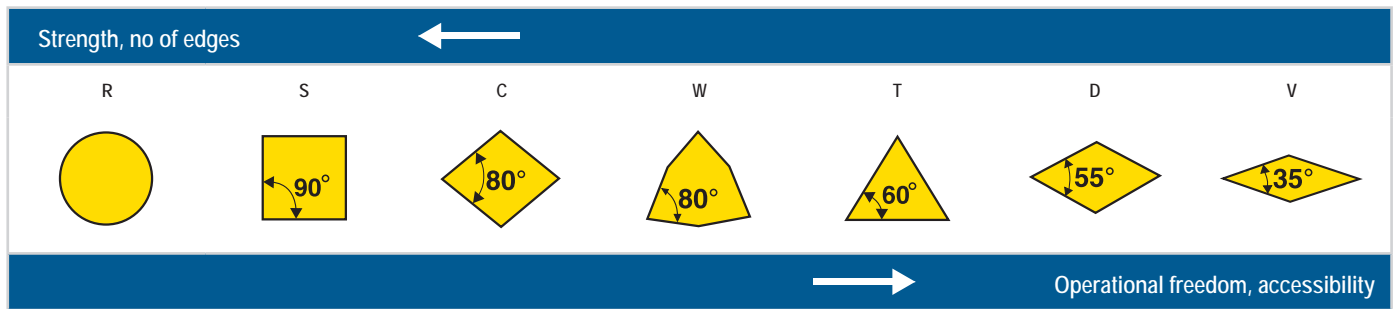 Strength, no of edges
R S C W T D V
90° 80° 80° 60° 55° 35°
Operational freedom, accessibility